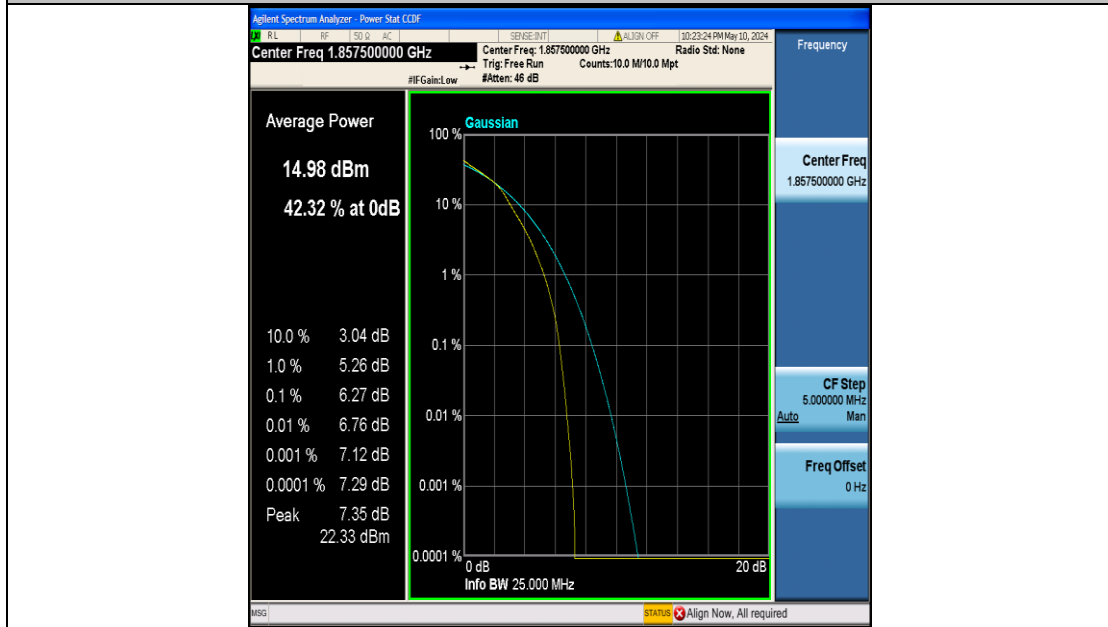 Agilent Spectrum Analyzer - Power Stat CCDF
RL RF 50 Ω AC SENSE:INT ALIGN OFF 10:23:24 PM May 10, 2024
Center Freq 1.857500000 GHz
Center Freq: 1.857500000 GHz Radio Std: None
Trig: Free Run Counts:10.0 M/10.0 Mpt
#IFGain:Low #Atten: 46 dB
Frequency
Average Power
14.98 dBm
42.32 % at 0dB
10.0 % 3.04 dB
1.0 % 5.26 dB
0.1 % 6.27 dB
0.01 % 6.76 dB
0.001 % 7.12 dB
0.0001 % 7.29 dB
Peak 7.35 dB
22.33 dBm
Gaussian
100 %
10 %
1 %
0.1 %
0.01 %
0.001 %
0.0001 %
0 dB 20 dB
Info BW 25.000 MHz
Center Freq
1.857500000 GHz
CF Step
5.000000 MHz
Auto Man
Freq Offset
0 Hz
MSG STATUS Align Now, All required